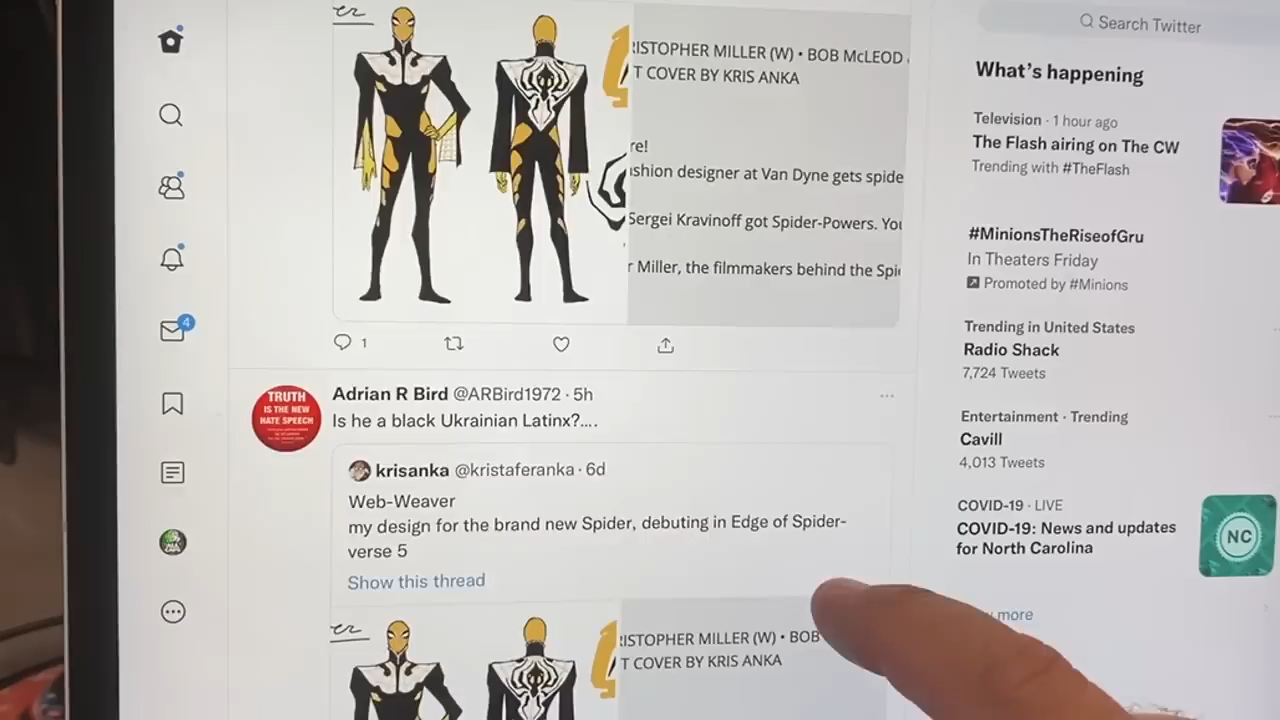 RISTOPHER MILLER (W) • BOB McLEOD
T COVER BY KRIS ANKA
re!
ashion designer at Van Dyne gets spide
Sergei Kravinoff got Spider-Powers. You
r Miller, the filmmakers behind the Spi
1
Adrian R Bird @ARBird1972 · 5h
Is he a black Ukrainian Latinx?....
TRUTH
IS THE NEW
HATE SPEECH
krisanka @kristaferanka · 6d
Web-Weaver
my design for the brand new Spider, debuting in Edge of Spider-
verse 5
Show this thread
RISTOPHER MILLER (W) • BOB
T COVER BY KRIS ANKA
4
Search Twitter
What's happening
Television · 1 hour ago
The Flash airing on The CW
Trending with #TheFlash
#MinionsTheRiseofGru
In Theaters Friday
Promoted by #Minions
Trending in United States
Radio Shack
7,724 Tweets
Entertainment · Trending
Cavill
4,013 Tweets
COVID-19 · LIVE
COVID-19: News and updates
for North Carolina
NC
more